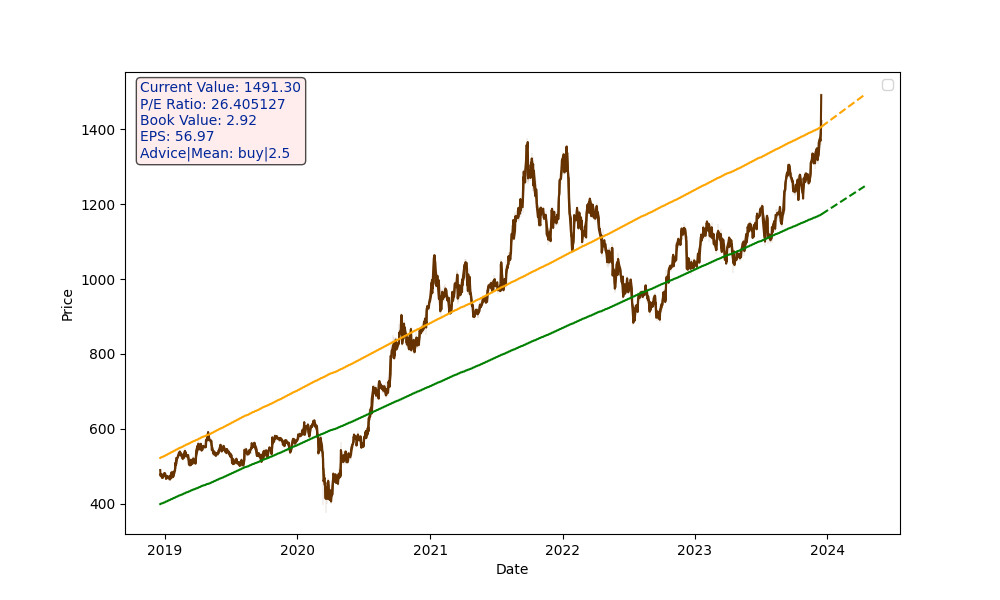 Current Value: 1491.30
P/E Ratio: 26.405127
Book Value: 2.92
EPS: 56.97
Advice|Mean: buy|2.5
1400
1200
1000
800
600
400
Price
2019 2020 2021 2022 2023 2024
Date